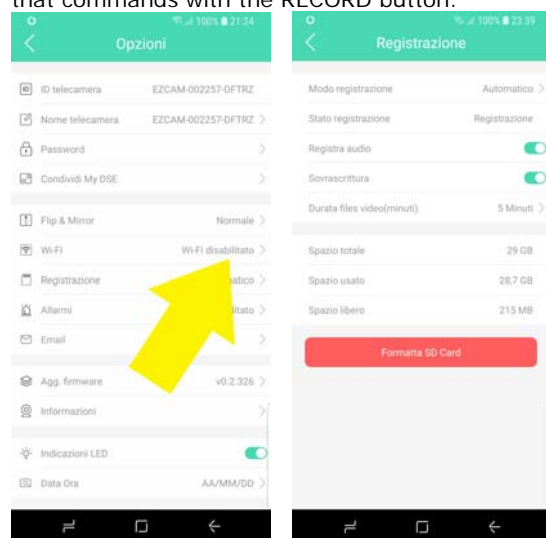 that commands with the RECORD button.
100% 21:24
Opzioni
ID telecamera EZCAM-002257-DFTRZ
Nome telecamera EZCAM-002257-DFTRZ
Password
Condividi My DSE
Flip & Mirror Normale
Wi-Fi Wi-Fi disabilitato
Registrazione atico
Allarmi litato
Email
Agg. firmware v0.2.326
Informazioni
Indicazioni LED
Data Ora AA/MM/DD
100% 23:39
Registrazione
Modo registrazione Automatico
Stato registrazione Registrazione
Registra audio
Sovrascrittura
Durata files video(minuti) 5 Minuti
Spazio totale 29 GB
Spazio usato 28,7 GB
Spazio libero 215 MB
Formatta SD Card